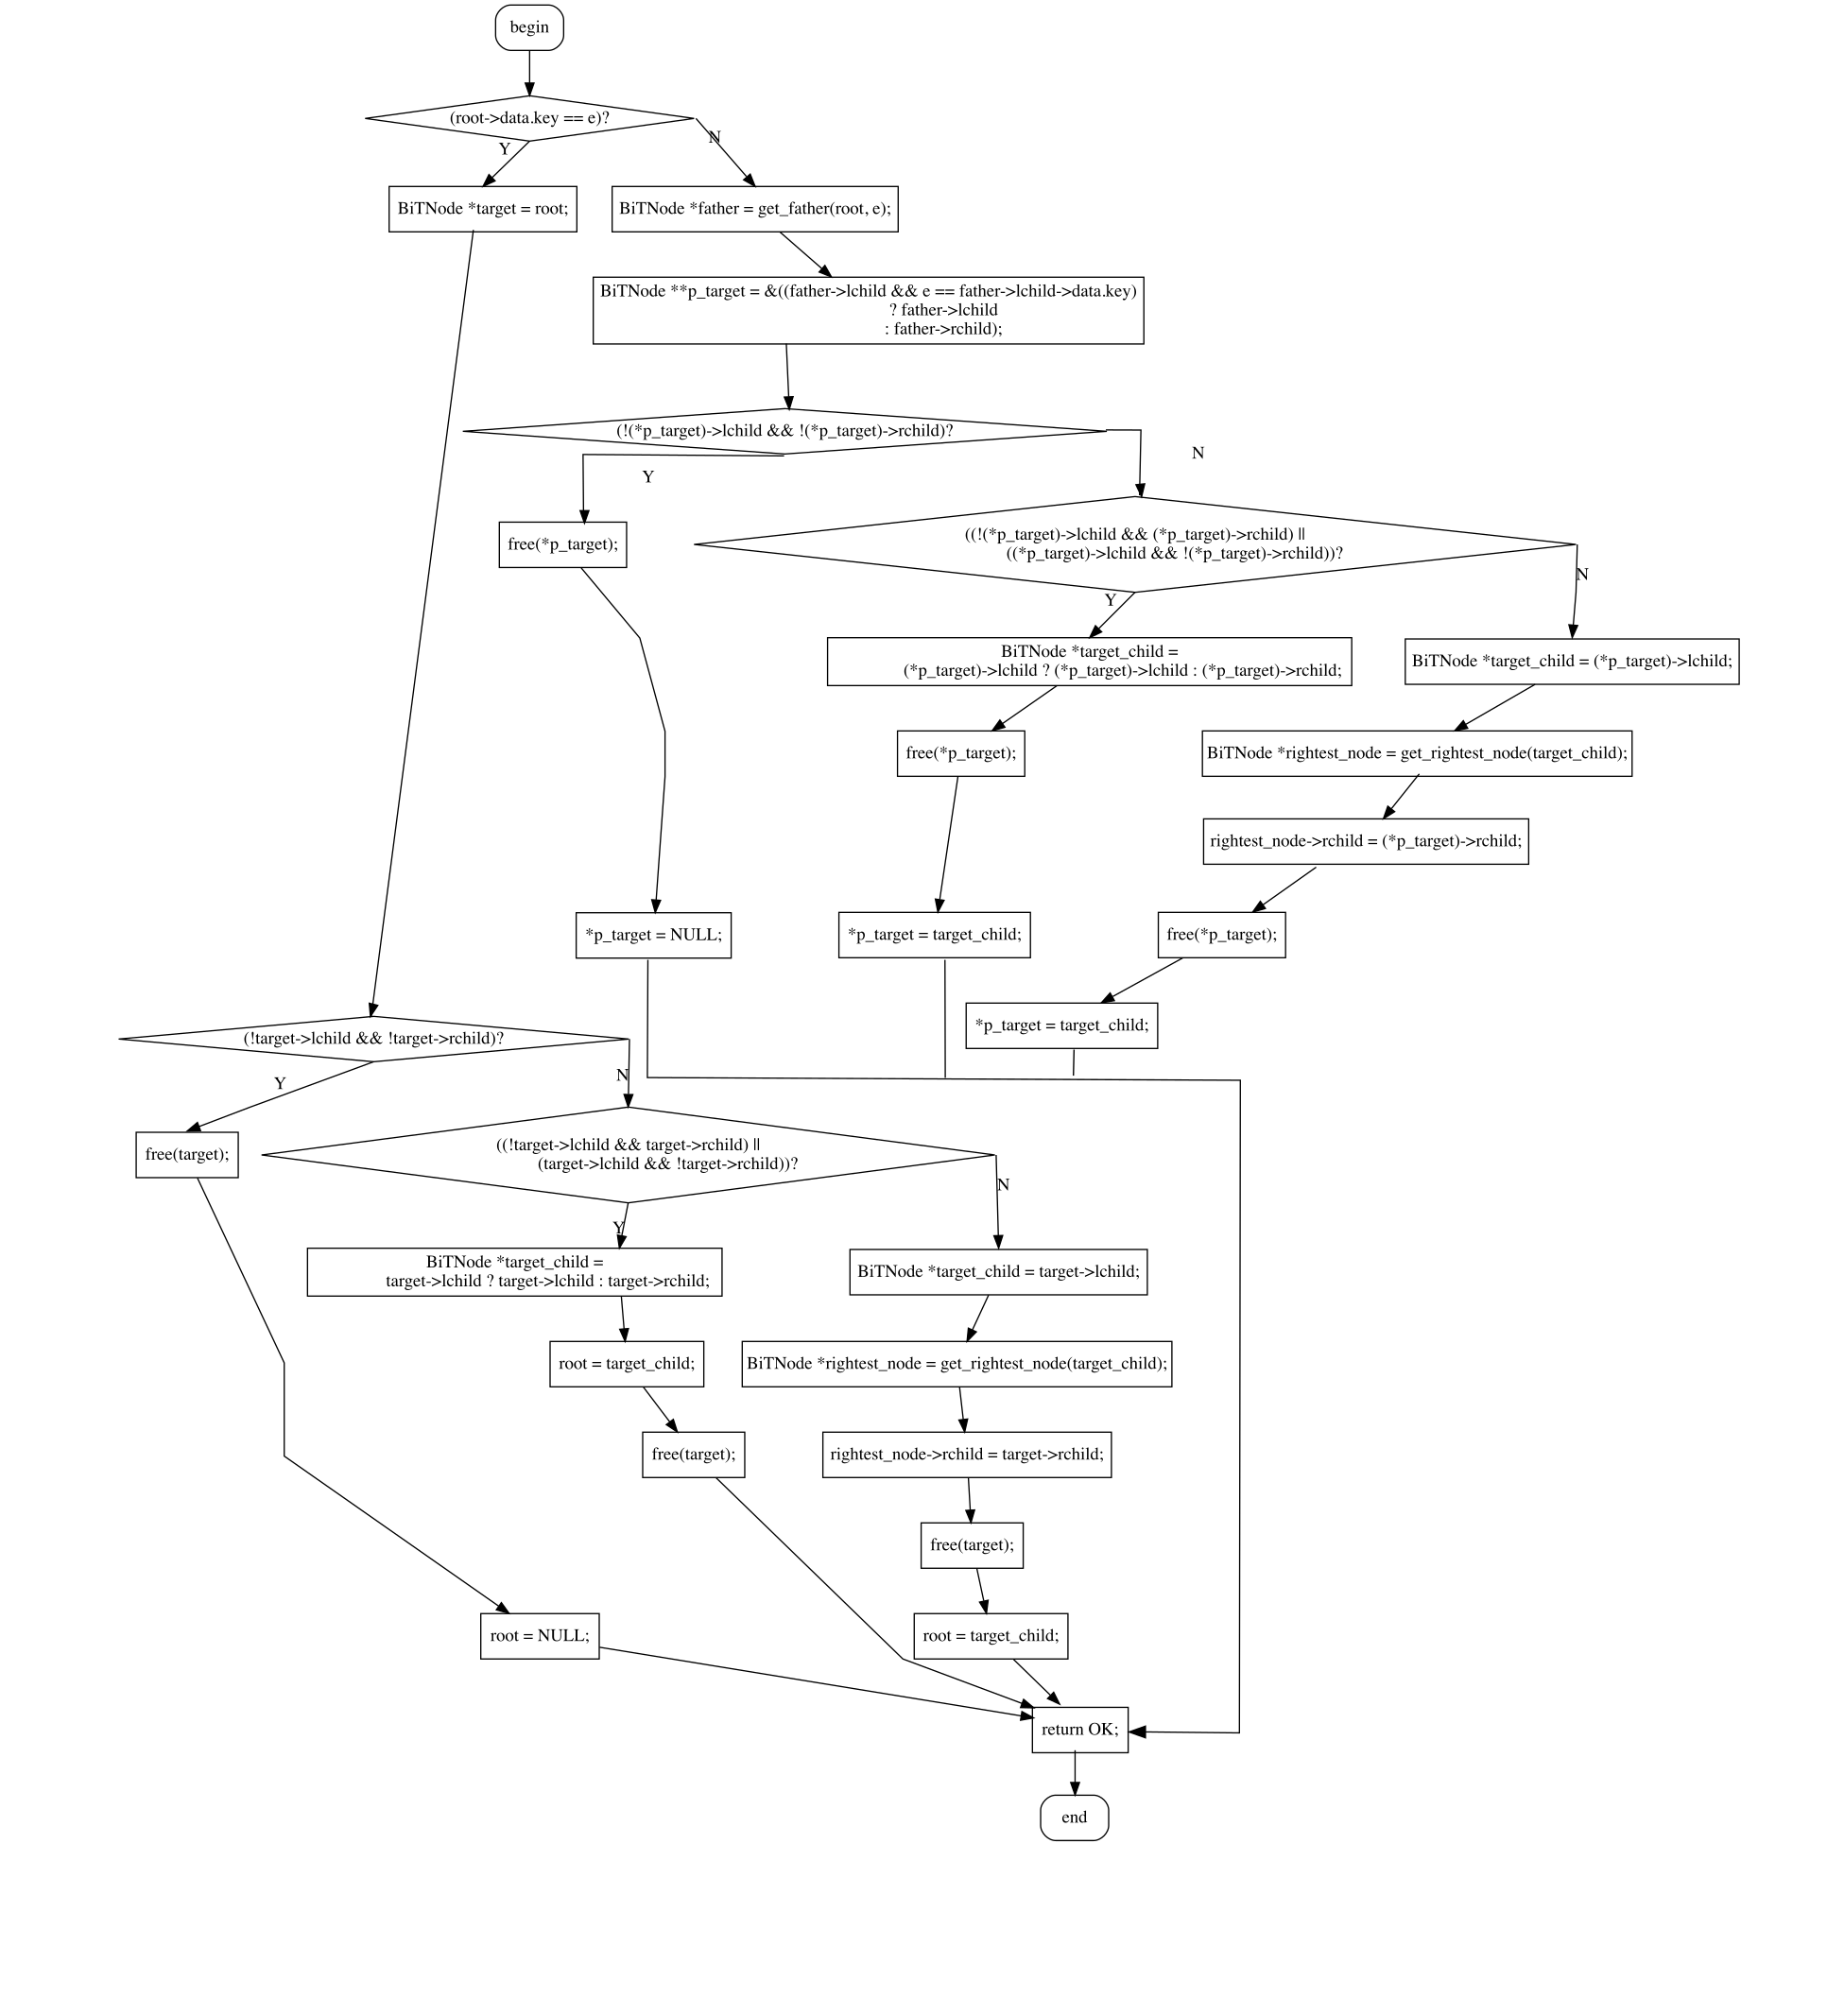 begin
(root->data.key == e)?
Y
N
BiTNode *target = root;
BiTNode *father = get_father(root, e);
BiTNode **p_target = &((father->lchild && e == father->lchild->data.key)
? father->lchild
: father->rchild);
(!(*p_target)->lchild && !(*p_target)->rchild)?
Y
N
free(*p_target);
((!(*p_target)->lchild && (*p_target)->rchild) ||
((*p_target)->lchild && !(*p_target)->rchild))?
Y
N
BiTNode *target_child =
(*p_target)->lchild ? (*p_target)->lchild : (*p_target)->rchild;
BiTNode *target_child = (*p_target)->lchild;
free(*p_target);
BiTNode *rightest_node = get_rightest_node(target_child);
rightest_node->rchild = (*p_target)->rchild;
*p_target = NULL;
*p_target = target_child;
free(*p_target);
*p_target = target_child;
(!target->lchild && !target->rchild)?
Y
N
free(target);
((!target->lchild && target->rchild) ||
(target->lchild && !target->rchild))?
Y
N
BiTNode *target_child =
target->lchild ? target->lchild : target->rchild;
BiTNode *target_child = target->lchild;
root = target_child;
BiTNode *rightest_node = get_rightest_node(target_child);
free(target);
rightest_node->rchild = target->rchild;
free(target);
root = NULL;
root = target_child;
return OK;
end